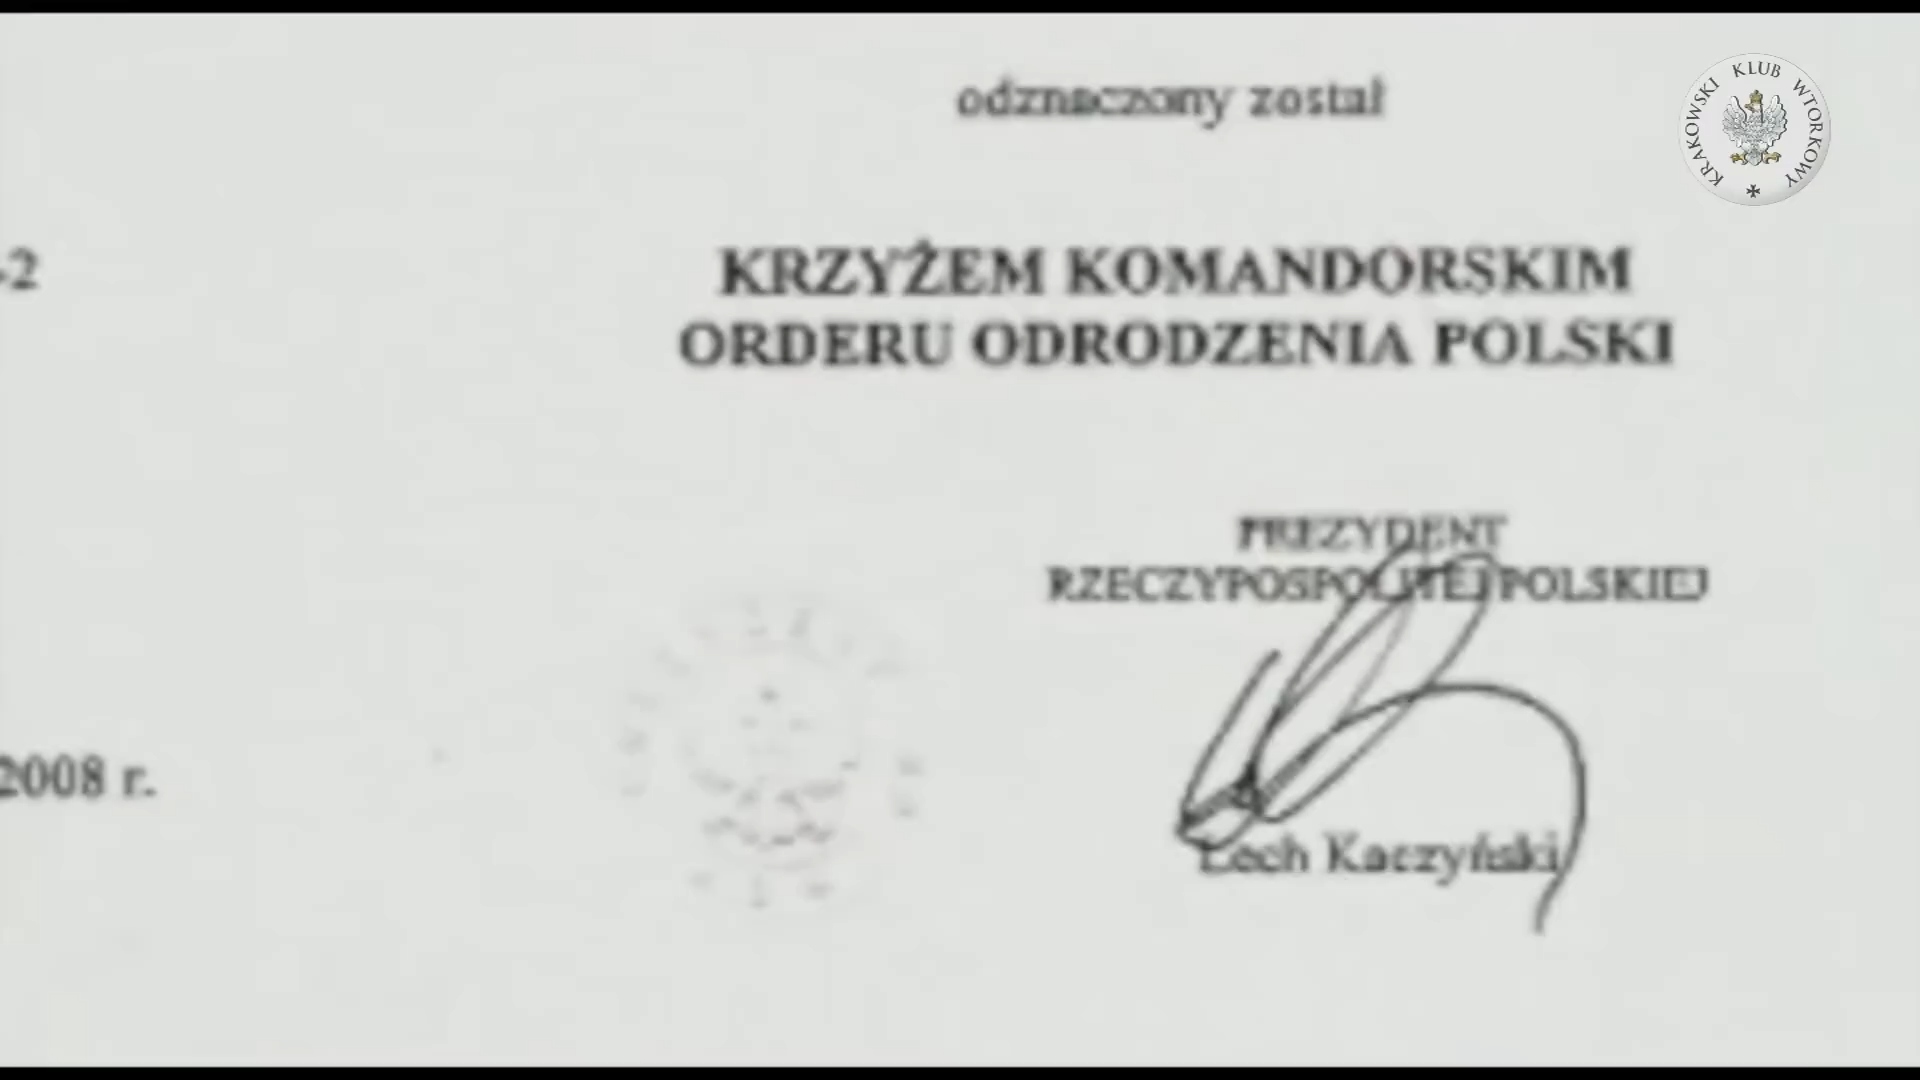 odznaczony został
KRAKOWSKI KLUB WTORKOWY
-2
KRZYŻEM KOMANDORSKIM
ORDERU ODRODZENIA POLSKI
PREZYDENT
RZECZYPOSPOLITEJ POLSKIEJ
2008 r.
Lech Kaczyński